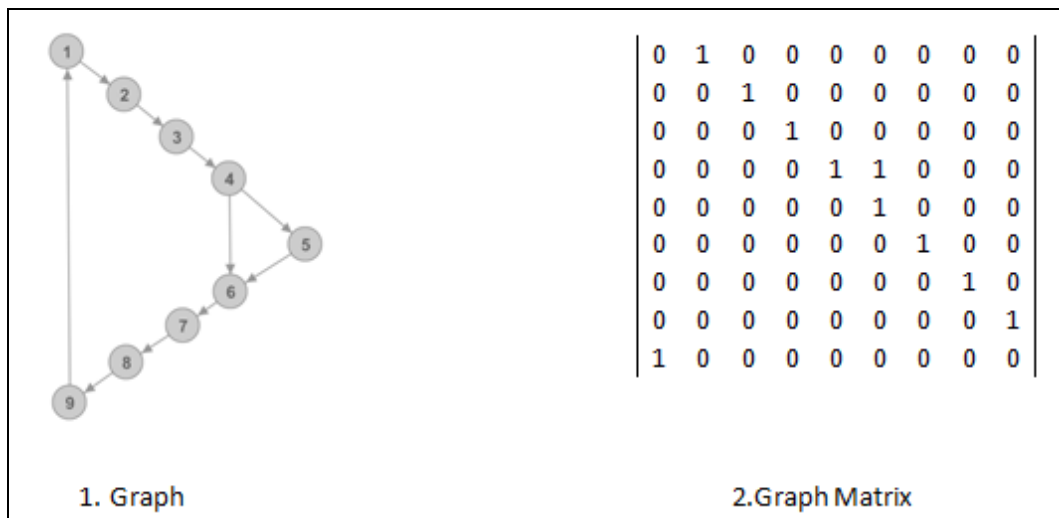 1
2
3
4
5
6
7
8
9
0 1 0 0 0 0 0 0 0
0 0 1 0 0 0 0 0 0
0 0 0 1 0 0 0 0 0
0 0 0 0 1 1 0 0 0
0 0 0 0 0 1 0 0 0
0 0 0 0 0 0 1 0 0
0 0 0 0 0 0 0 1 0
0 0 0 0 0 0 0 0 1
1 0 0 0 0 0 0 0 0
1. Graph
2.Graph Matrix